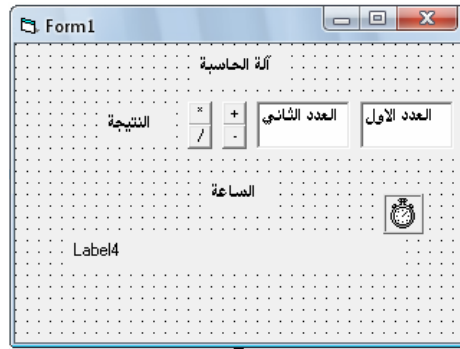 Form1
آلة الحاسبة
العدد الاول
العدد الثاني
+
-
*
/
النتيجة
الساعة
Label4